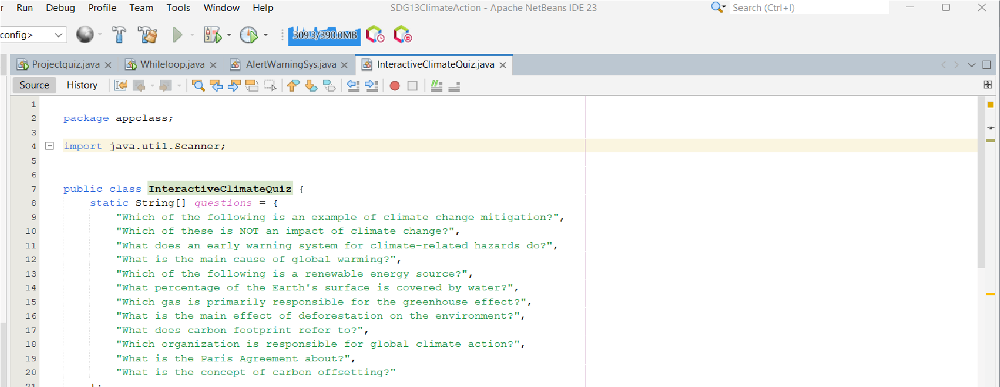 Run Debug Profile Team Tools Window Help SDG13ClimateAction - Apache NetBeans IDE 23 Search (Ctrl+I)
config> 309.3/390.0MB
Projectquiz.java Whileloop.java AlertWarningSys.java InteractiveClimateQuiz.java
Source History
1
2 package appclass;
3
4 import java.util.Scanner;
5
6
7 public class InteractiveClimateQuiz {
8 static String[] questions = {
9 "Which of the following is an example of climate change mitigation?",
10 "Which of these is NOT an impact of climate change?",
11 "What does an early warning system for climate-related hazards do?",
12 "What is the main cause of global warming?",
13 "Which of the following is a renewable energy source?",
14 "What percentage of the Earth's surface is covered by water?",
15 "Which gas is primarily responsible for the greenhouse effect?",
16 "What is the main effect of deforestation on the environment?",
17 "What does carbon footprint refer to?",
18 "Which organization is responsible for global climate action?",
19 "What is the Paris Agreement about?",
20 "What is the concept of carbon offsetting?"
21 };